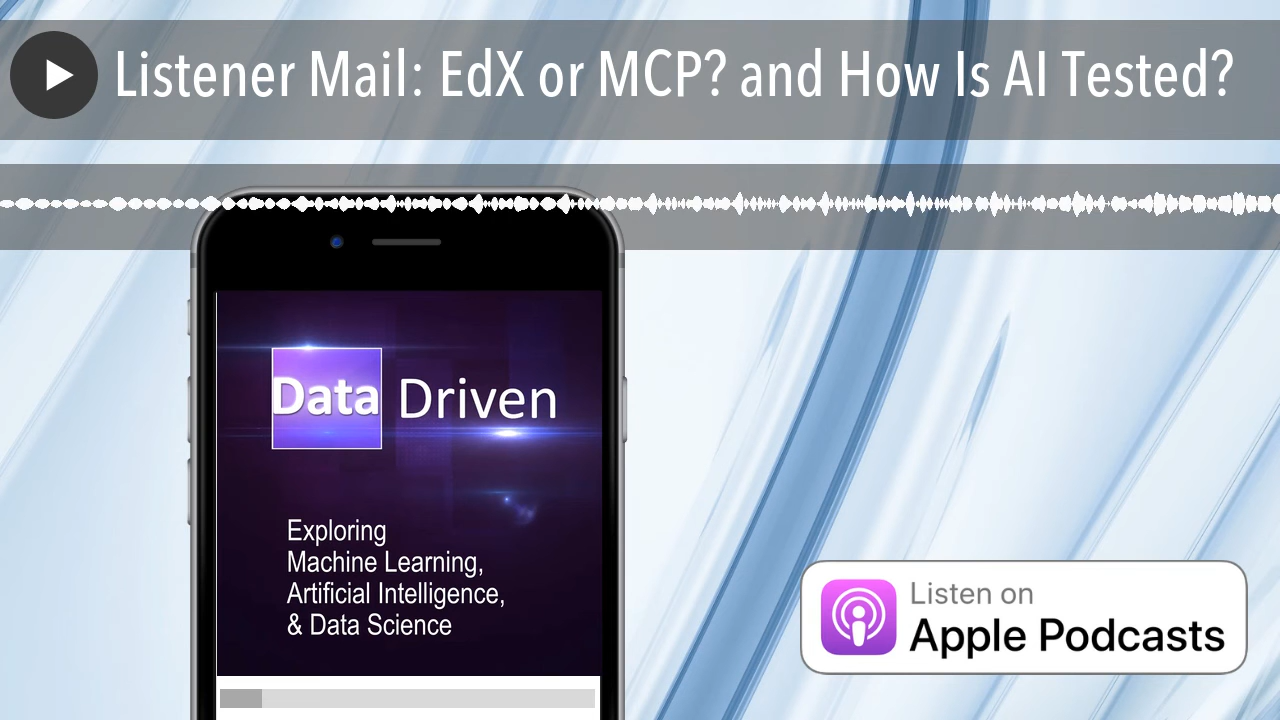 Listener Mail: EdX or MCP? and How Is AI Tested?
Data Driven
Exploring
Machine Learning,
Artificial Intelligence,
& Data Science
Listen on
Apple Podcasts